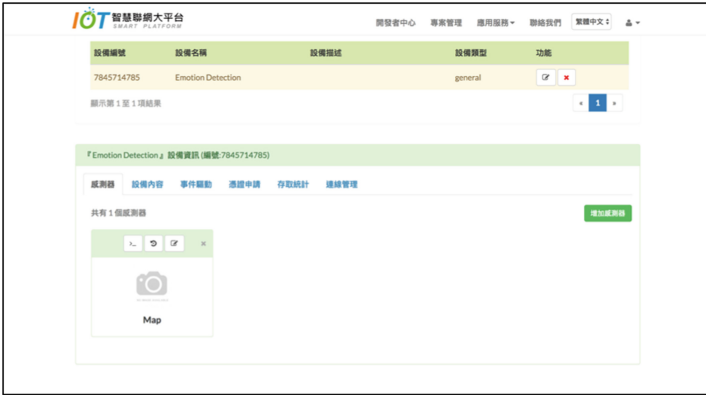 IOT 智慧聯網大平台
SMART PLATFORM
開發者中心 專案管理 應用服務 聯絡我們 繁體中文
設備編號 設備名稱 設備描述 設備類型 功能
7845714785 Emotion Detection general
顯示第 1 至 1 項結果
« 1 »
『Emotion Detection』設備資訊 (編號:7845714785)
感測器 設備內容 事件驅動 憑證申請 存取統計 連線管理
共有 1 個感測器 增加感測器
Map